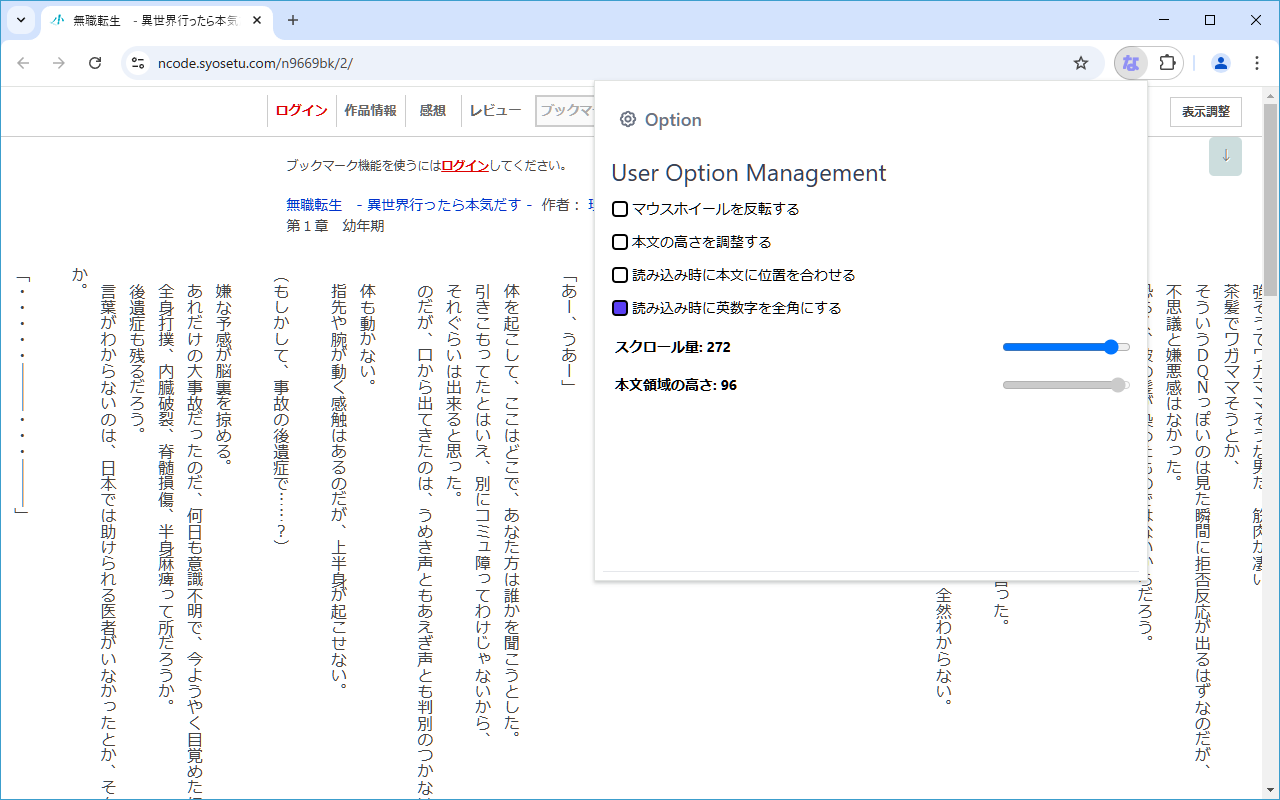 無職転生　- 異世界行ったら本気
ncode.syosetu.com/n9669bk/2/
な
ログイン
作品情報
感想
レビュー
ブックマ
表示調整
↓
ブックマーク機能を使うにはログインしてください。
無職転生　- 異世界行ったら本気だす - 作者：
第１章　幼年期
Option
User Option Management
マウスホイールを反転する
本文の高さを調整する
読み込み時に本文に位置を合わせる
読み込み時に英数字を全角にする
スクロール量: 272
本文領域の高さ: 96
茶髪でワガママそうとか、
そういうＤＱＮっぽいのは見た瞬間に拒否反応が出るはずなのだが、
不思議と嫌悪感はなかった。
だろう。
った。
全然わからない。
「あー、うあー」
体を起こして、ここはどこで、あなた方は誰かを聞こうとした。
引きこもってたとはいえ、別にコミュ障ってわけじゃないから、
それぐらいは出来ると思った。
のだが、口から出てきたのは、うめき声ともあえぎ声とも判別のつかない
体も動かない。
指先や腕が動く感触はあるのだが、上半身が起こせない。
（もしかして、事故の後遺症で……？）
嫌な予感が脳裏を掠める。
あれだけの大事故だったのだ、何日も意識不明で、今ようやく目覚めた
全身打撲、内臓破裂、脊髄損傷、半身麻痺って所だろうか。
後遺症も残るだろう。
言葉がわからないのは、日本では助けられる医者がいなかったとか、そ
か。
「・・・・・――――・・・・――――」